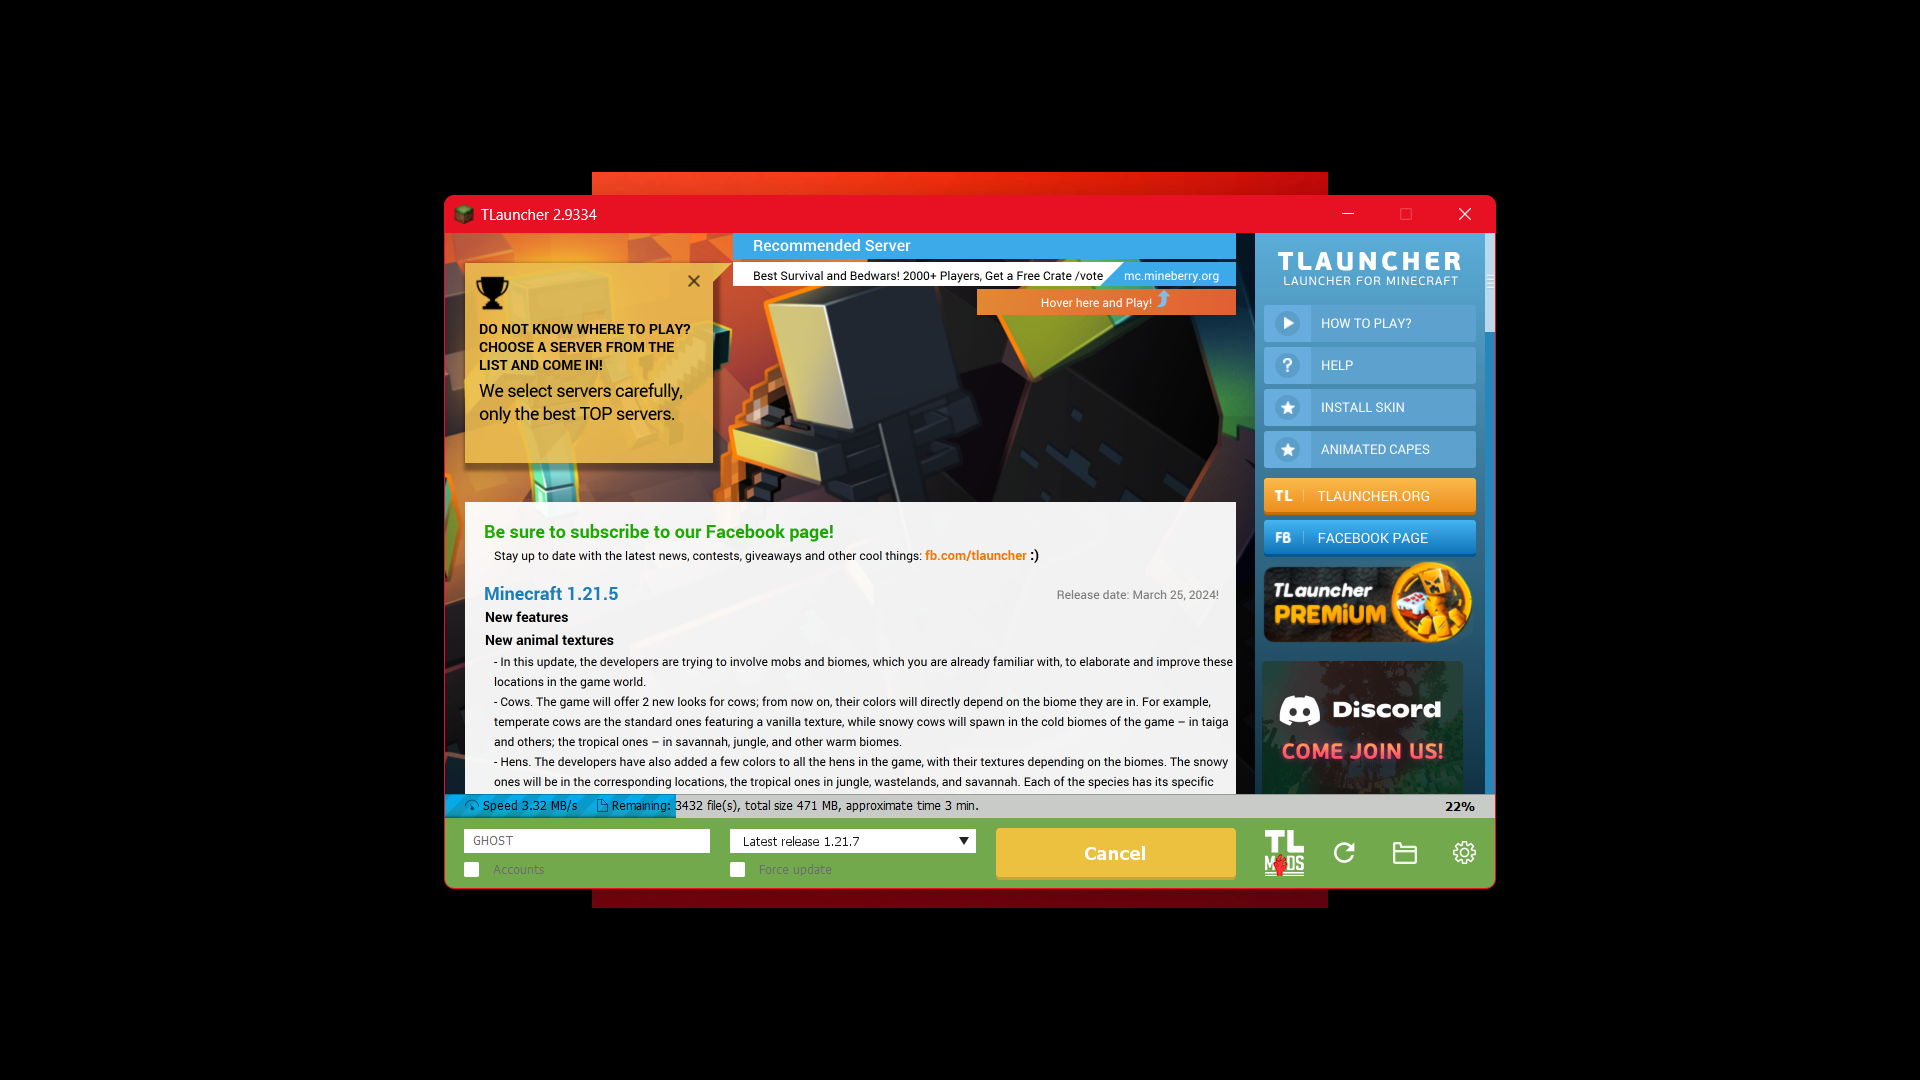 TLauncher 2.9334
Recommended Server
Best Survival and Bedwars! 2000+ Players, Get a Free Crate /vote
mc.mineberry.org
Hover here and Play!
DO NOT KNOW WHERE TO PLAY?
CHOOSE A SERVER FROM THE
LIST AND COME IN!
We select servers carefully,
only the best TOP servers.
Be sure to subscribe to our Facebook page!
Stay up to date with the latest news, contests, giveaways and other cool things: fb.com/tlauncher :)
Minecraft 1.21.5
Release date: March 25, 2024!
New features
New animal textures
- In this update, the developers are trying to involve mobs and biomes, which you are already familiar with, to elaborate and improve these
locations in the game world.
- Cows. The game will offer 2 new looks for cows; from now on, their colors will directly depend on the biome they are in. For example,
temperate cows are the standard ones featuring a vanilla texture, while snowy cows will spawn in the cold biomes of the game – in taiga
and others; the tropical ones – in savannah, jungle, and other warm biomes.
- Hens. The developers have also added a few colors to all the hens in the game, with their textures depending on the biomes. The snowy
ones will be in the corresponding locations, the tropical ones in jungle, wastelands, and savannah. Each of the species has its specific
TLAUNCHER
LAUNCHER FOR MINECRAFT
HOW TO PLAY?
? HELP
INSTALL SKIN
ANIMATED CAPES
TL TLAUNCHER.ORG
FB FACEBOOK PAGE
TLauncher
PREMIUM
Discord
COME JOIN US!
Speed 3.32 MB/s Remaining: 3432 file(s), total size 471 MB, approximate time 3 min.
22%
GHOST
Latest release 1.21.7
Cancel
TL
MODS
Accounts
Force update